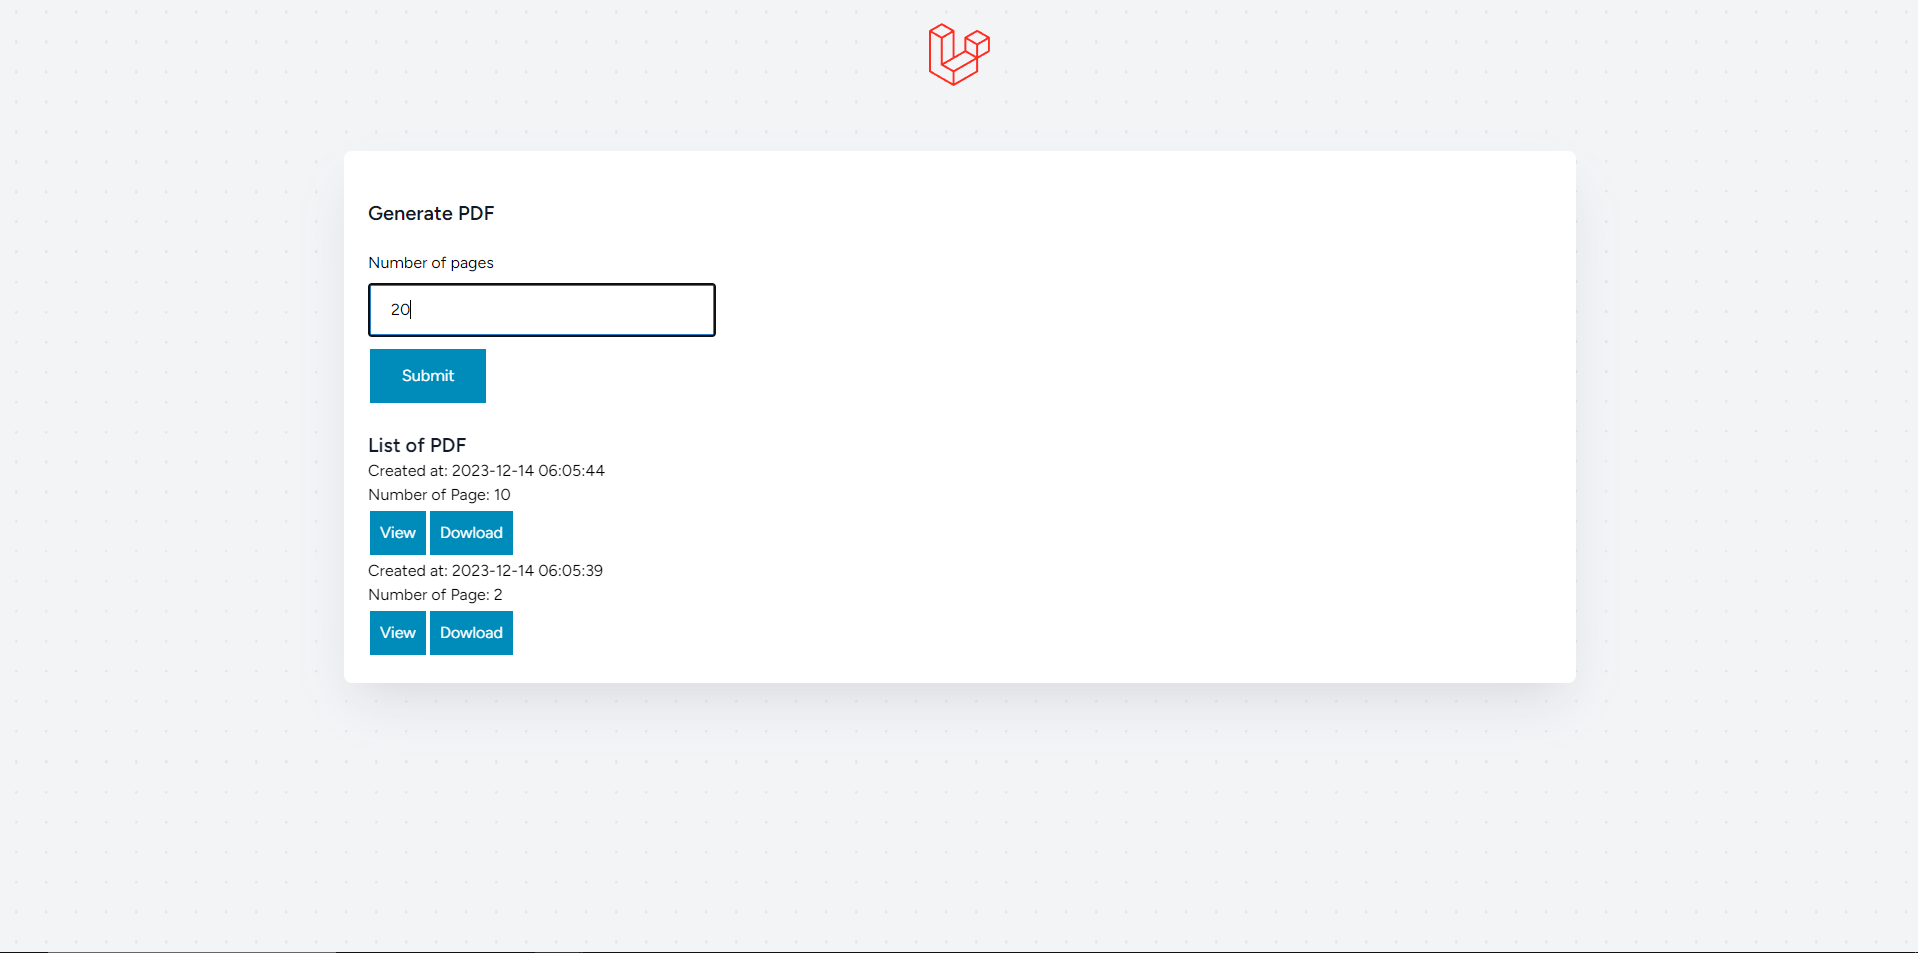 Generate PDF
Number of pages
20
Submit
List of PDF
Created at: 2023-12-14 06:05:44
Number of Page: 10
View Dowload
Created at: 2023-12-14 06:05:39
Number of Page: 2
View Dowload